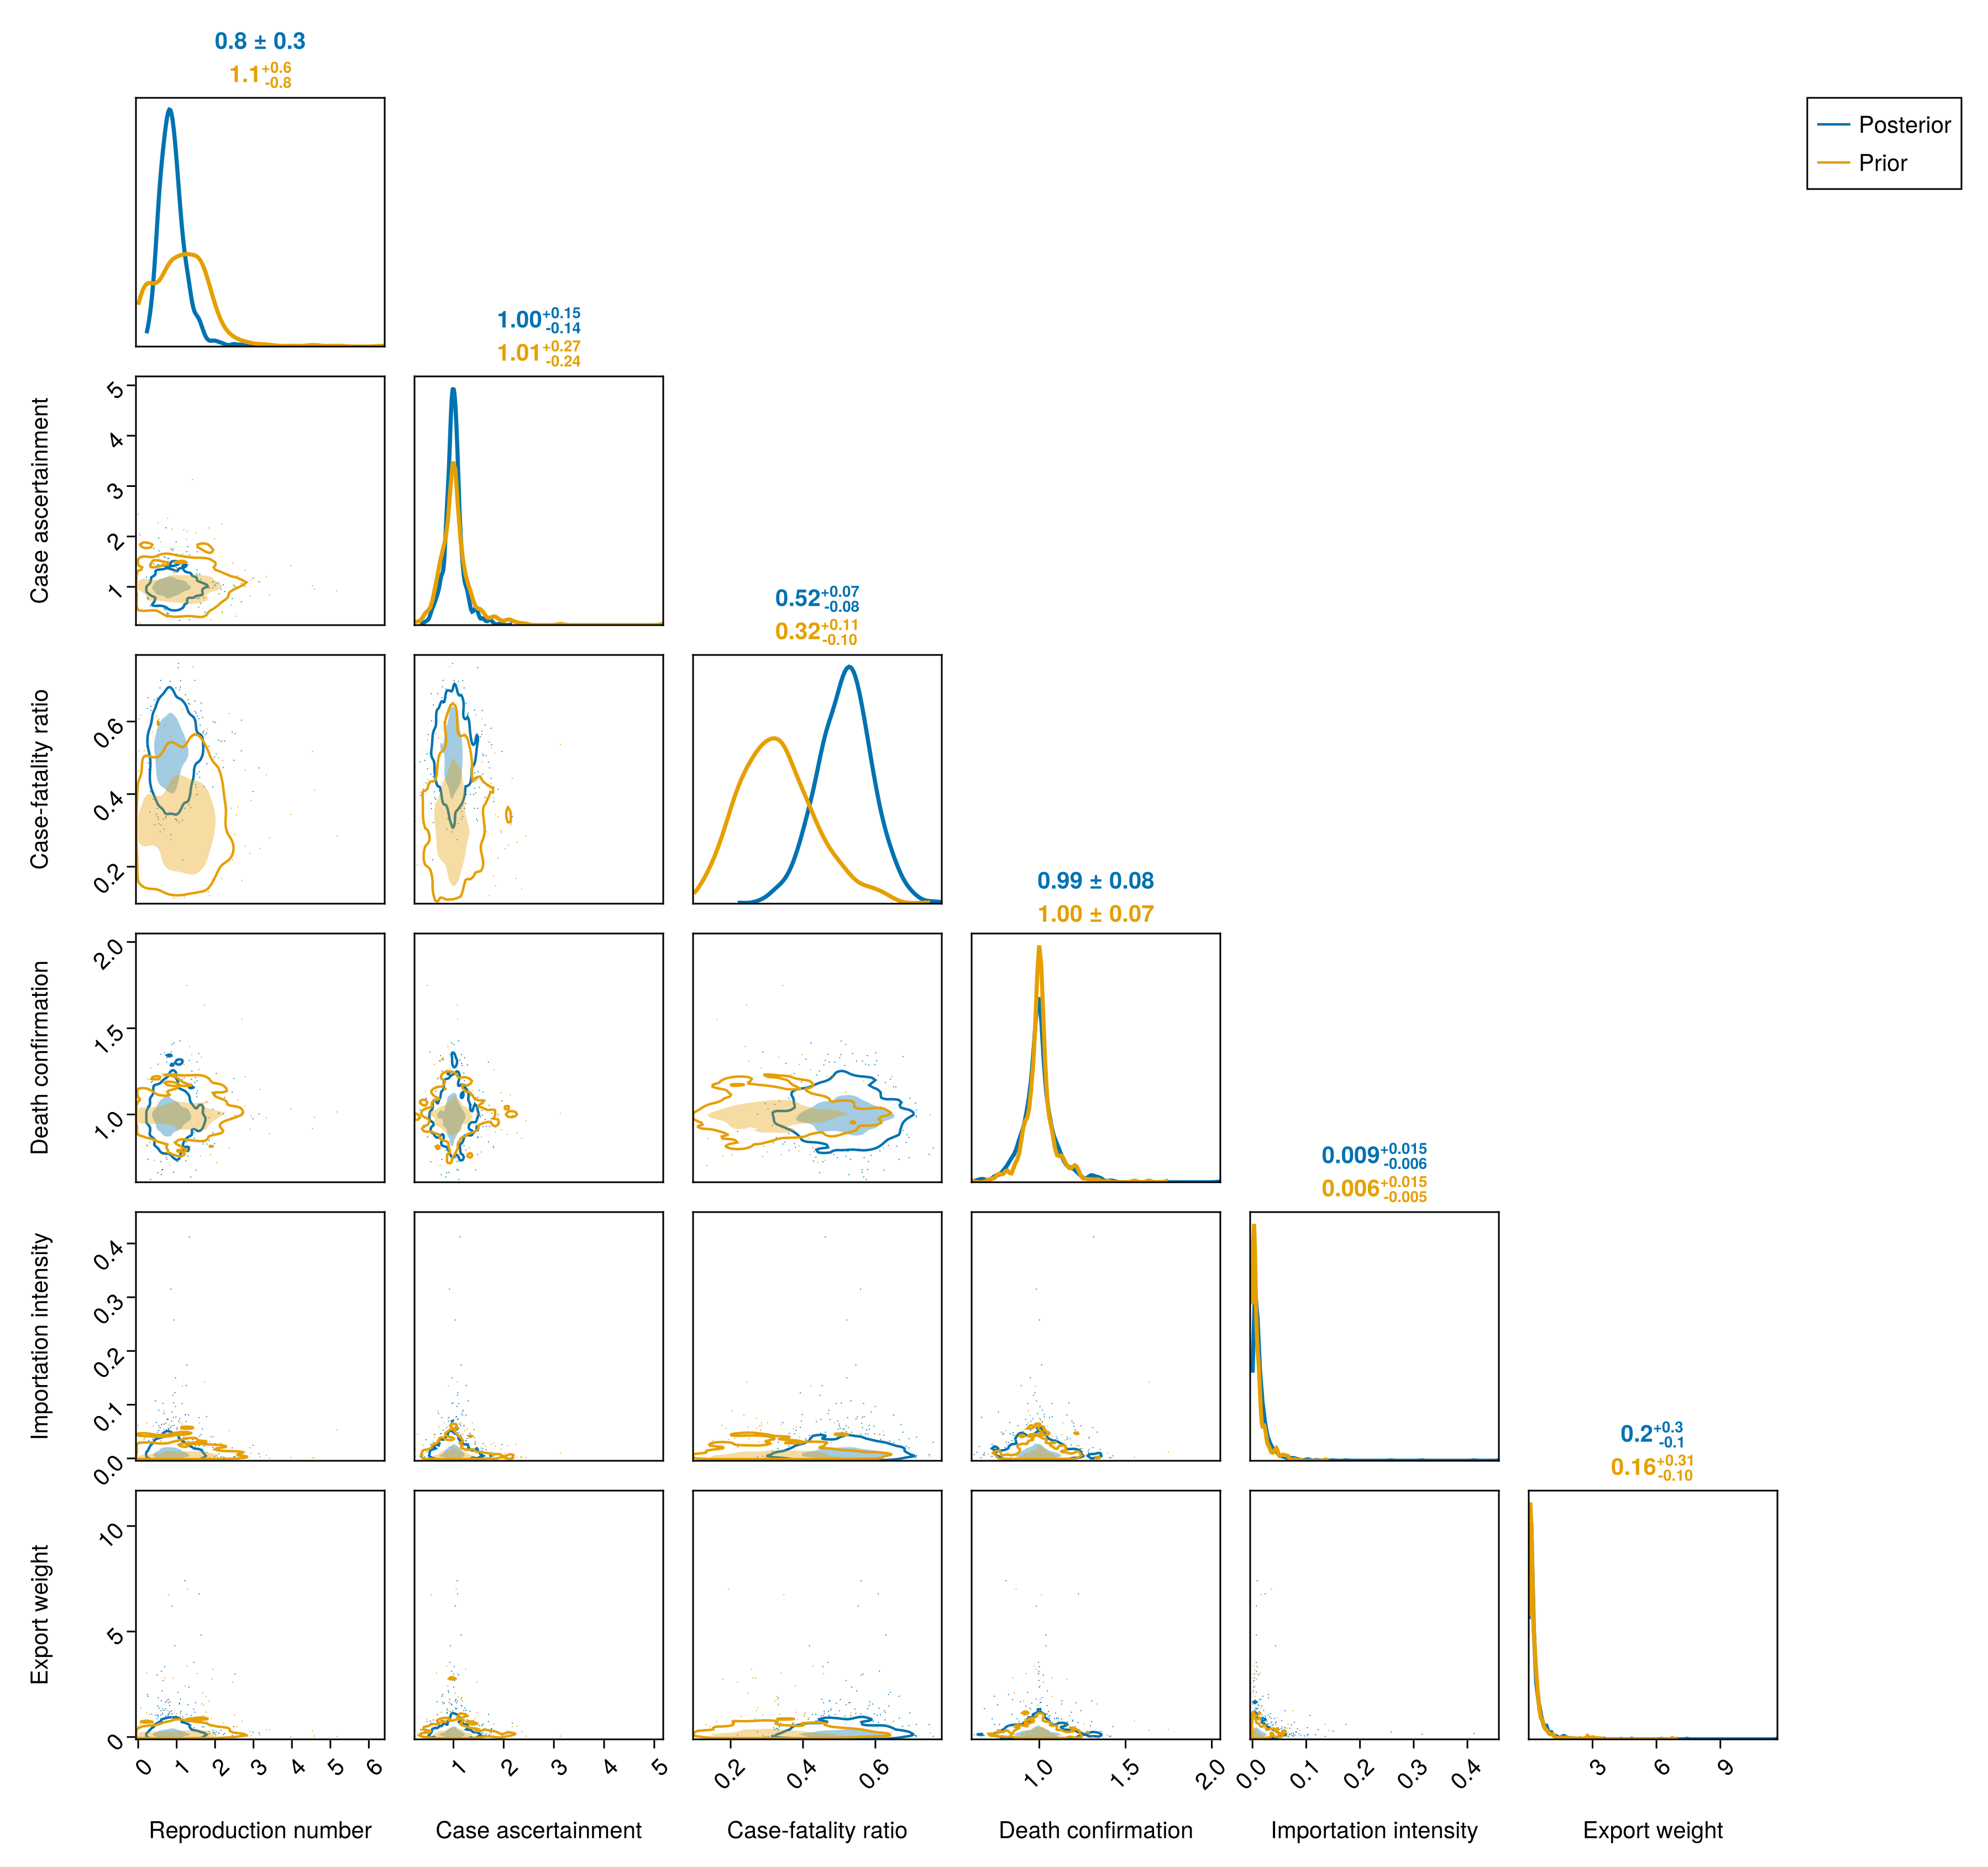 0.8 ± 0.3
1.1+0.6 -0.8
Posterior
Prior
1.00+0.15 -0.14
1.01+0.27 -0.24
Case ascertainment
5
4
3
2
1
0.52+0.07 -0.08
0.32+0.11 -0.10
Case-fatality ratio
0.6
0.4
0.2
0.99 ± 0.08
1.00 ± 0.07
Death confirmation
2.0
1.5
1.0
0.009+0.015 -0.006
0.006+0.015 -0.005
Importation intensity
0.4
0.3
0.2
0.1
0.0
0.2+0.3 -0.1
0.16+0.31 -0.10
Export weight
10
5
0
0 1 2 3 4 5 6
1 2 3 4 5
0.2 0.4 0.6
1.0 1.5 2.0
0.0 0.1 0.2 0.3 0.4
3 6 9
Reproduction number
Case ascertainment
Case-fatality ratio
Death confirmation
Importation intensity
Export weight